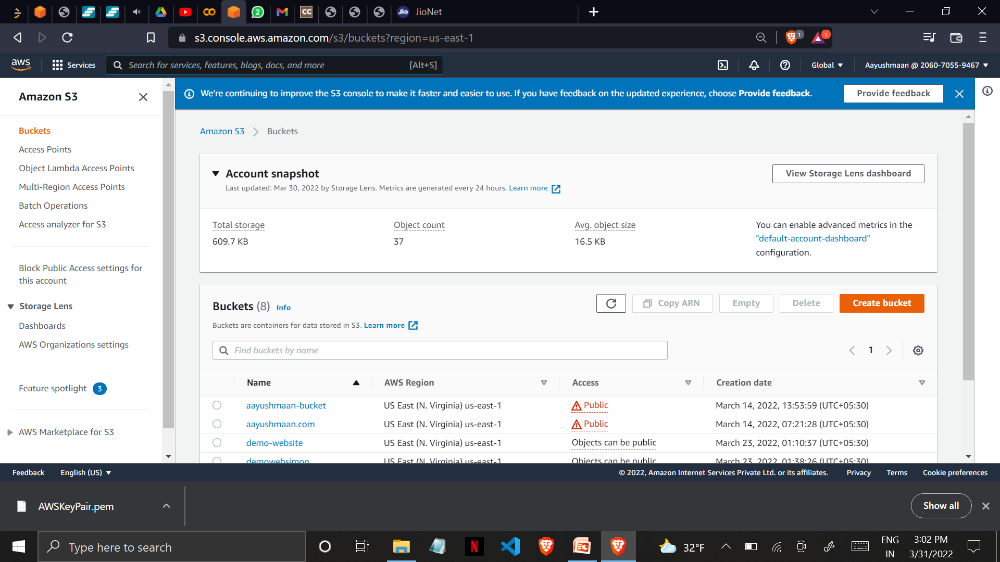 2
CC
Jio JioNet
s3.console.aws.amazon.com/s3/buckets?region=us-east-1
1
1
aws
Services
Search for services, features, blogs, docs, and more [Alt+S]
Global
Aayushmaan @ 2060-7055-9467
Amazon S3
We're continuing to improve the S3 console to make it faster and easier to use. If you have feedback on the updated experience, choose Provide feedback.
Provide feedback
Buckets
Access Points
Object Lambda Access Points
Multi-Region Access Points
Batch Operations
Access analyzer for S3
Block Public Access settings for
this account
Storage Lens
Dashboards
AWS Organizations settings
Feature spotlight 3
AWS Marketplace for S3
Amazon S3 Buckets
Account snapshot
Last updated: Mar 30, 2022 by Storage Lens. Metrics are generated every 24 hours. Learn more
View Storage Lens dashboard
Total storage
609.7 KB
Object count
37
Avg. object size
16.5 KB
You can enable advanced metrics in the
"default-account-dashboard"
configuration.
Buckets (8) Info
Copy ARN
Empty
Delete
Create bucket
Buckets are containers for data stored in S3. Learn more
Find buckets by name
1
Name AWS Region Access Creation date
aayushmaan-bucket US East (N. Virginia) us-east-1 Public March 14, 2022, 13:53:59 (UTC+05:30)
aayushmaan.com US East (N. Virginia) us-east-1 Public March 14, 2022, 07:21:28 (UTC+05:30)
demo-website US East (N. Virginia) us-east-1 Objects can be public March 23, 2022, 01:10:37 (UTC+05:30)
demowebsimon US East (N. Virginia) us-east-1 Objects can be public March 23, 2022, 01:38:26 (UTC+05:30)
Feedback English (US)
© 2022, Amazon Internet Services Private Ltd. or its affiliates. Privacy Terms Cookie preferences
AWSKeyPair.pem
Show all
Type here to search
N
32°F
ENG
IN
3:02 PM
3/31/2022